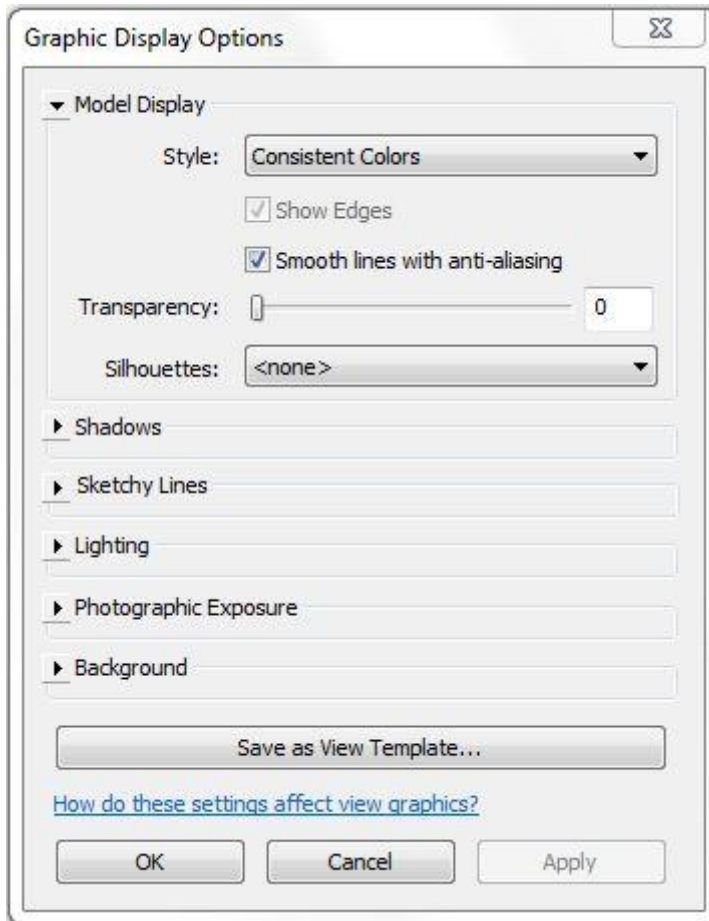 Graphic Display Options
Model Display
Style: Consistent Colors
Show Edges
Smooth lines with anti-aliasing
Transparency: 0
Silhouettes: <none>
Shadows
Sketchy Lines
Lighting
Photographic Exposure
Background
Save as View Template...
How do these settings affect view graphics?
OK Cancel Apply